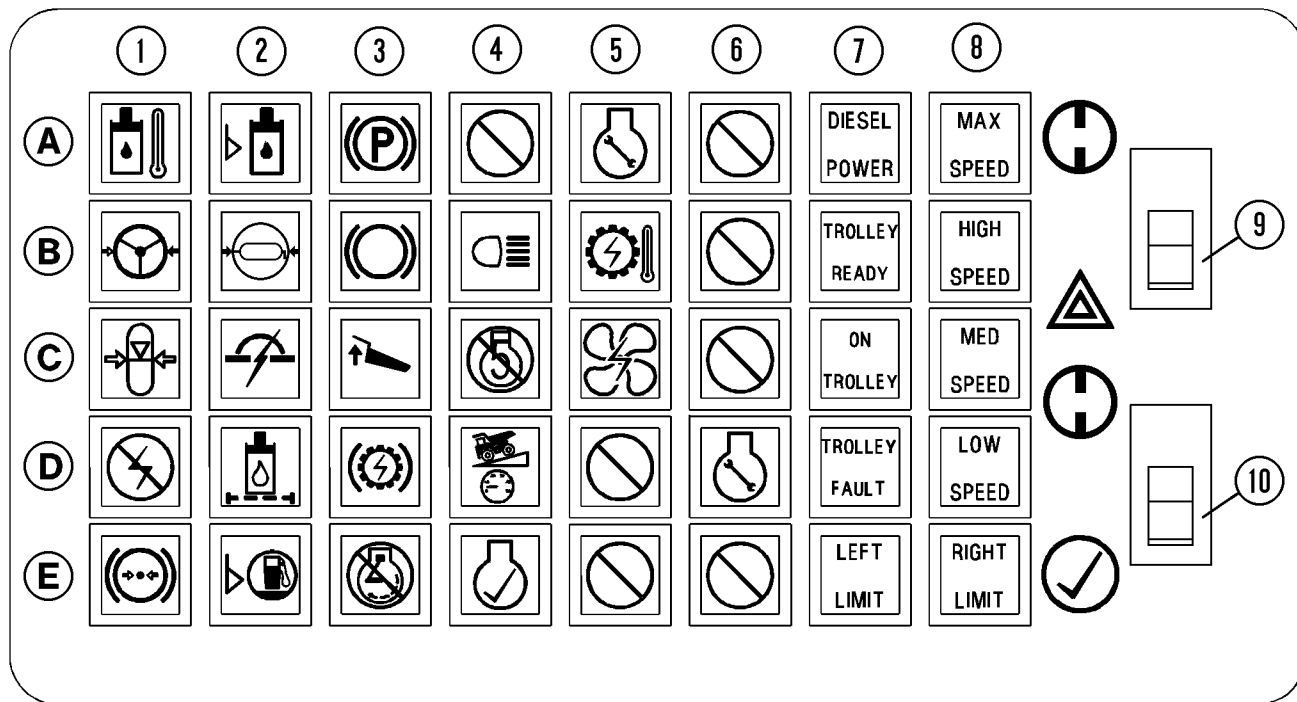 1 2 3 4 5 6 7 8
A
P
DIESEL
POWER
MAX
SPEED
B
TROLLEY
READY
HIGH
SPEED
9
C
ON
TROLLEY
MED
SPEED
D
TROLLEY
FAULT
LOW
SPEED
10
E
LEFT
LIMIT
RIGHT
LIMIT